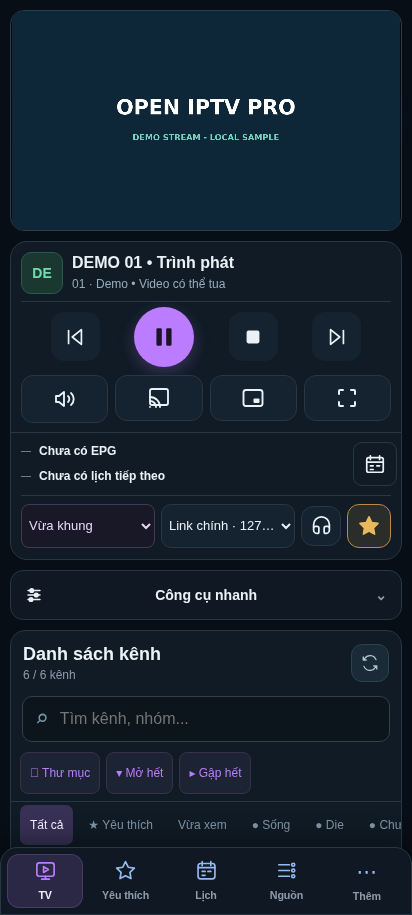 OPEN IPTV PRO
DEMO STREAM - LOCAL SAMPLE
DE
DEMO 01 • Trình phát
01 · Demo • Video có thể tua
— Chưa có EPG
— Chưa có lịch tiếp theo
Vừa khung
Link chính · 127...
Công cụ nhanh
Danh sách kênh
6 / 6 kênh
Tìm kênh, nhóm...
Thư mục
▾ Mở hết
▸ Gập hết
Tất cả
★ Yêu thích
Vừa xem
● Sống
● Die
● Chu
TV
Yêu thích
Lịch
Nguồn
Thêm